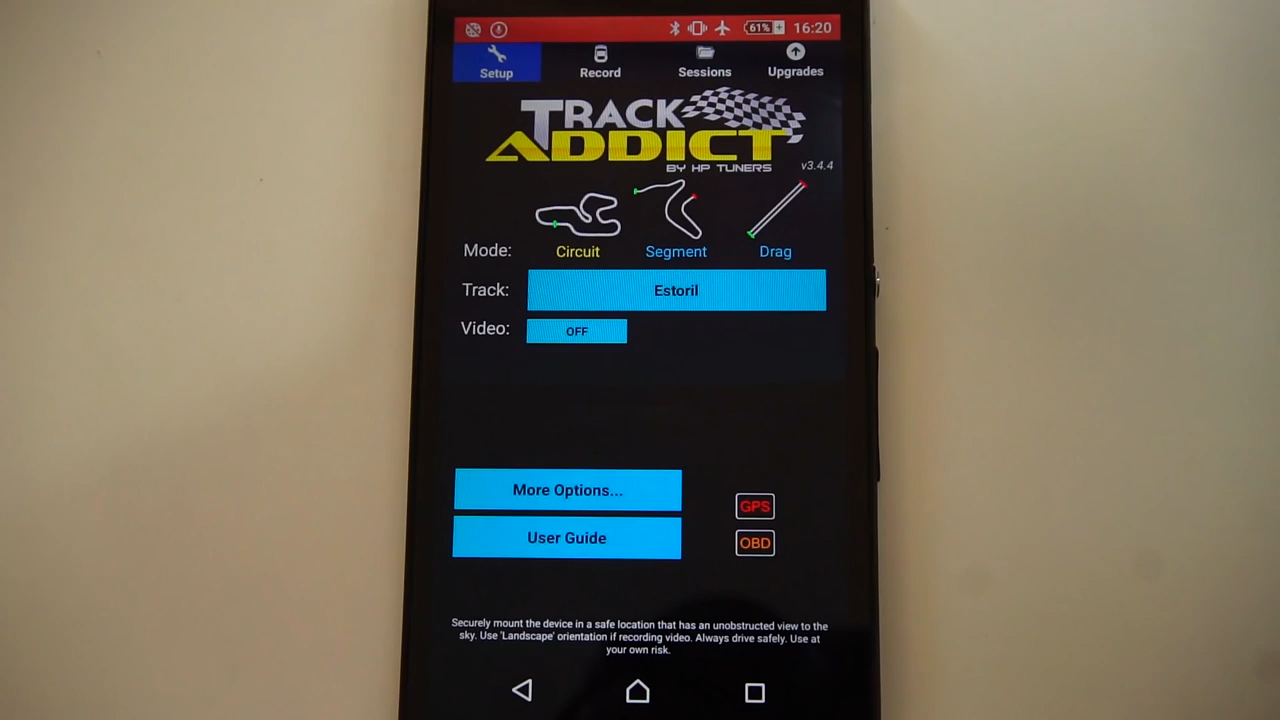 61% 16:20
Setup Record Sessions Upgrades
TRACK
ADDICT
BY HP TUNERS v3.4.4
Mode: Circuit Segment Drag
Track: Estoril
Video: OFF
More Options...
GPS
User Guide
OBD
Securely mount the device in a safe location that has an unobstructed view to the
sky. Use 'Landscape' orientation if recording video. Always drive safely. Use at
your own risk.